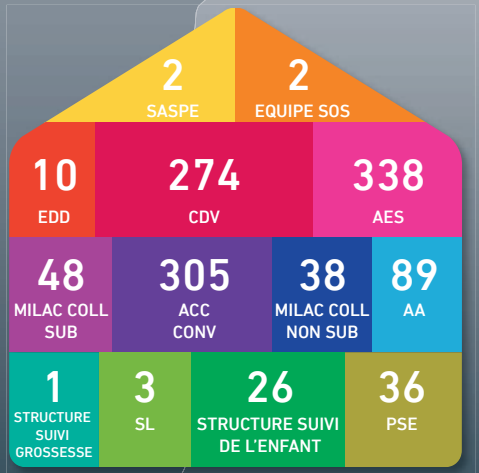 2 2
SASPE EQUIPE SOS
10 274 338
EDD CDV AES
48 305 38 89
MILAC COLL SUB ACC CONV MILAC COLL NON SUB AA
1 3 26 36
STRUCTURE SUIVI GROSSESSE SL STRUCTURE SUIVI DE L'ENFANT PSE